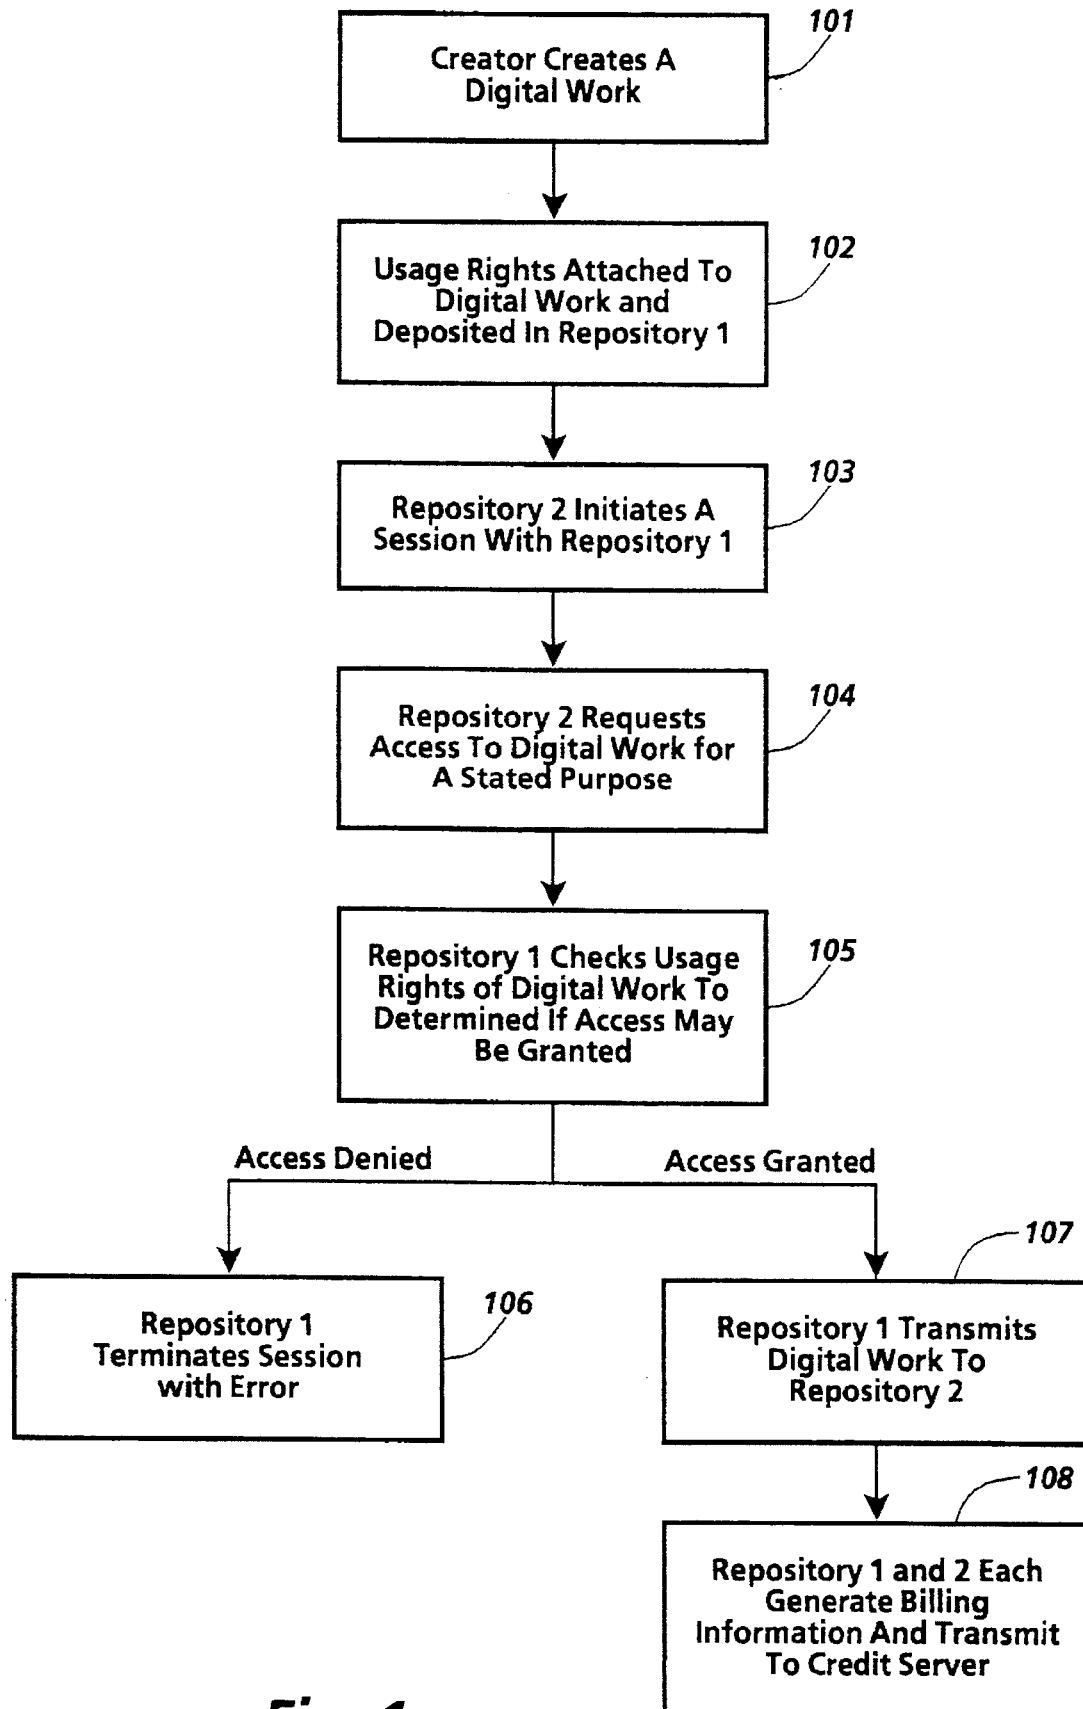 101
Creator Creates A
Digital Work
102
Usage Rights Attached To
Digital Work and
Deposited In Repository 1
103
Repository 2 Initiates A
Session With Repository 1
104
Repository 2 Requests
Access To Digital Work for
A Stated Purpose
105
Repository 1 Checks Usage
Rights of Digital Work To
Determined If Access May
Be Granted
Access Denied
Access Granted
107
106
Repository 1
Terminates Session
with Error
Repository 1 Transmits
Digital Work To
Repository 2
108
Repository 1 and 2 Each
Generate Billing
Information And Transmit
To Credit Server